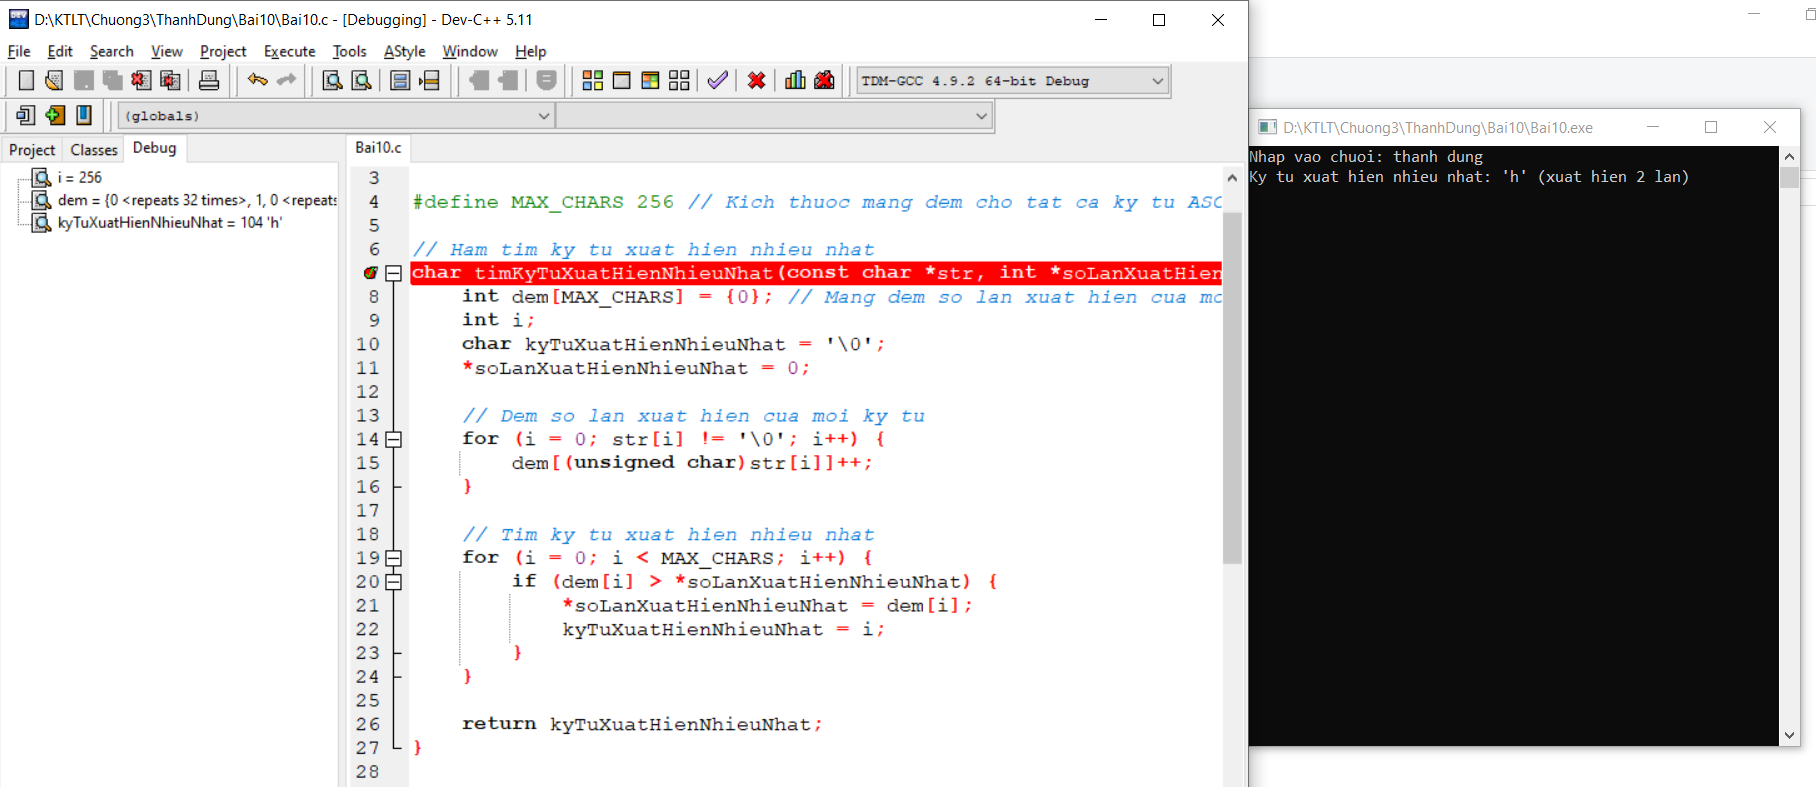 D:\KTLT\Chuong3\ThanhDung\Bai10\Bai10.c - [Debugging] - Dev-C++ 5.11
File Edit Search View Project Execute Tools AStyle Window Help
TDM-GCC 4.9.2 64-bit Debug
(globals)
Project Classes Debug
i = 256
dem = {0 <repeats 32 times>, 1, 0 <repeats
kyTuXuatHienNhieuNhat = 104 'h'
Bai10.c
3
4 #define MAX_CHARS 256 // Kich thuoc mang dem cho tat ca ky tu ASC
5
6 // Ham tim ky tu xuat hien nhieu nhat
char timKyTuXuatHienNhieuNhat(const char *str, int *soLanXuatHien
8 int dem[MAX_CHARS] = {0}; // Mang dem so lan xuat hien cua mo
9 int i;
10 char kyTuXuatHienNhieuNhat = '\0';
11 *soLanXuatHienNhieuNhat = 0;
12
13 // Dem so lan xuat hien cua moi ky tu
14 for (i = 0; str[i] != '\0'; i++) {
15 dem[(unsigned char)str[i]]++;
16 }
17
18 // Tim ky tu xuat hien nhieu nhat
19 for (i = 0; i < MAX_CHARS; i++) {
20 if (dem[i] > *soLanXuatHienNhieuNhat) {
21 *soLanXuatHienNhieuNhat = dem[i];
22 kyTuXuatHienNhieuNhat = i;
23 }
24 }
25
26 return kyTuXuatHienNhieuNhat;
27 }
28
D:\KTLT\Chuong3\ThanhDung\Bai10\Bai10.exe
Nhap vao chuoi: thanh dung
Ky tu xuat hien nhieu nhat: 'h' (xuat hien 2 lan)